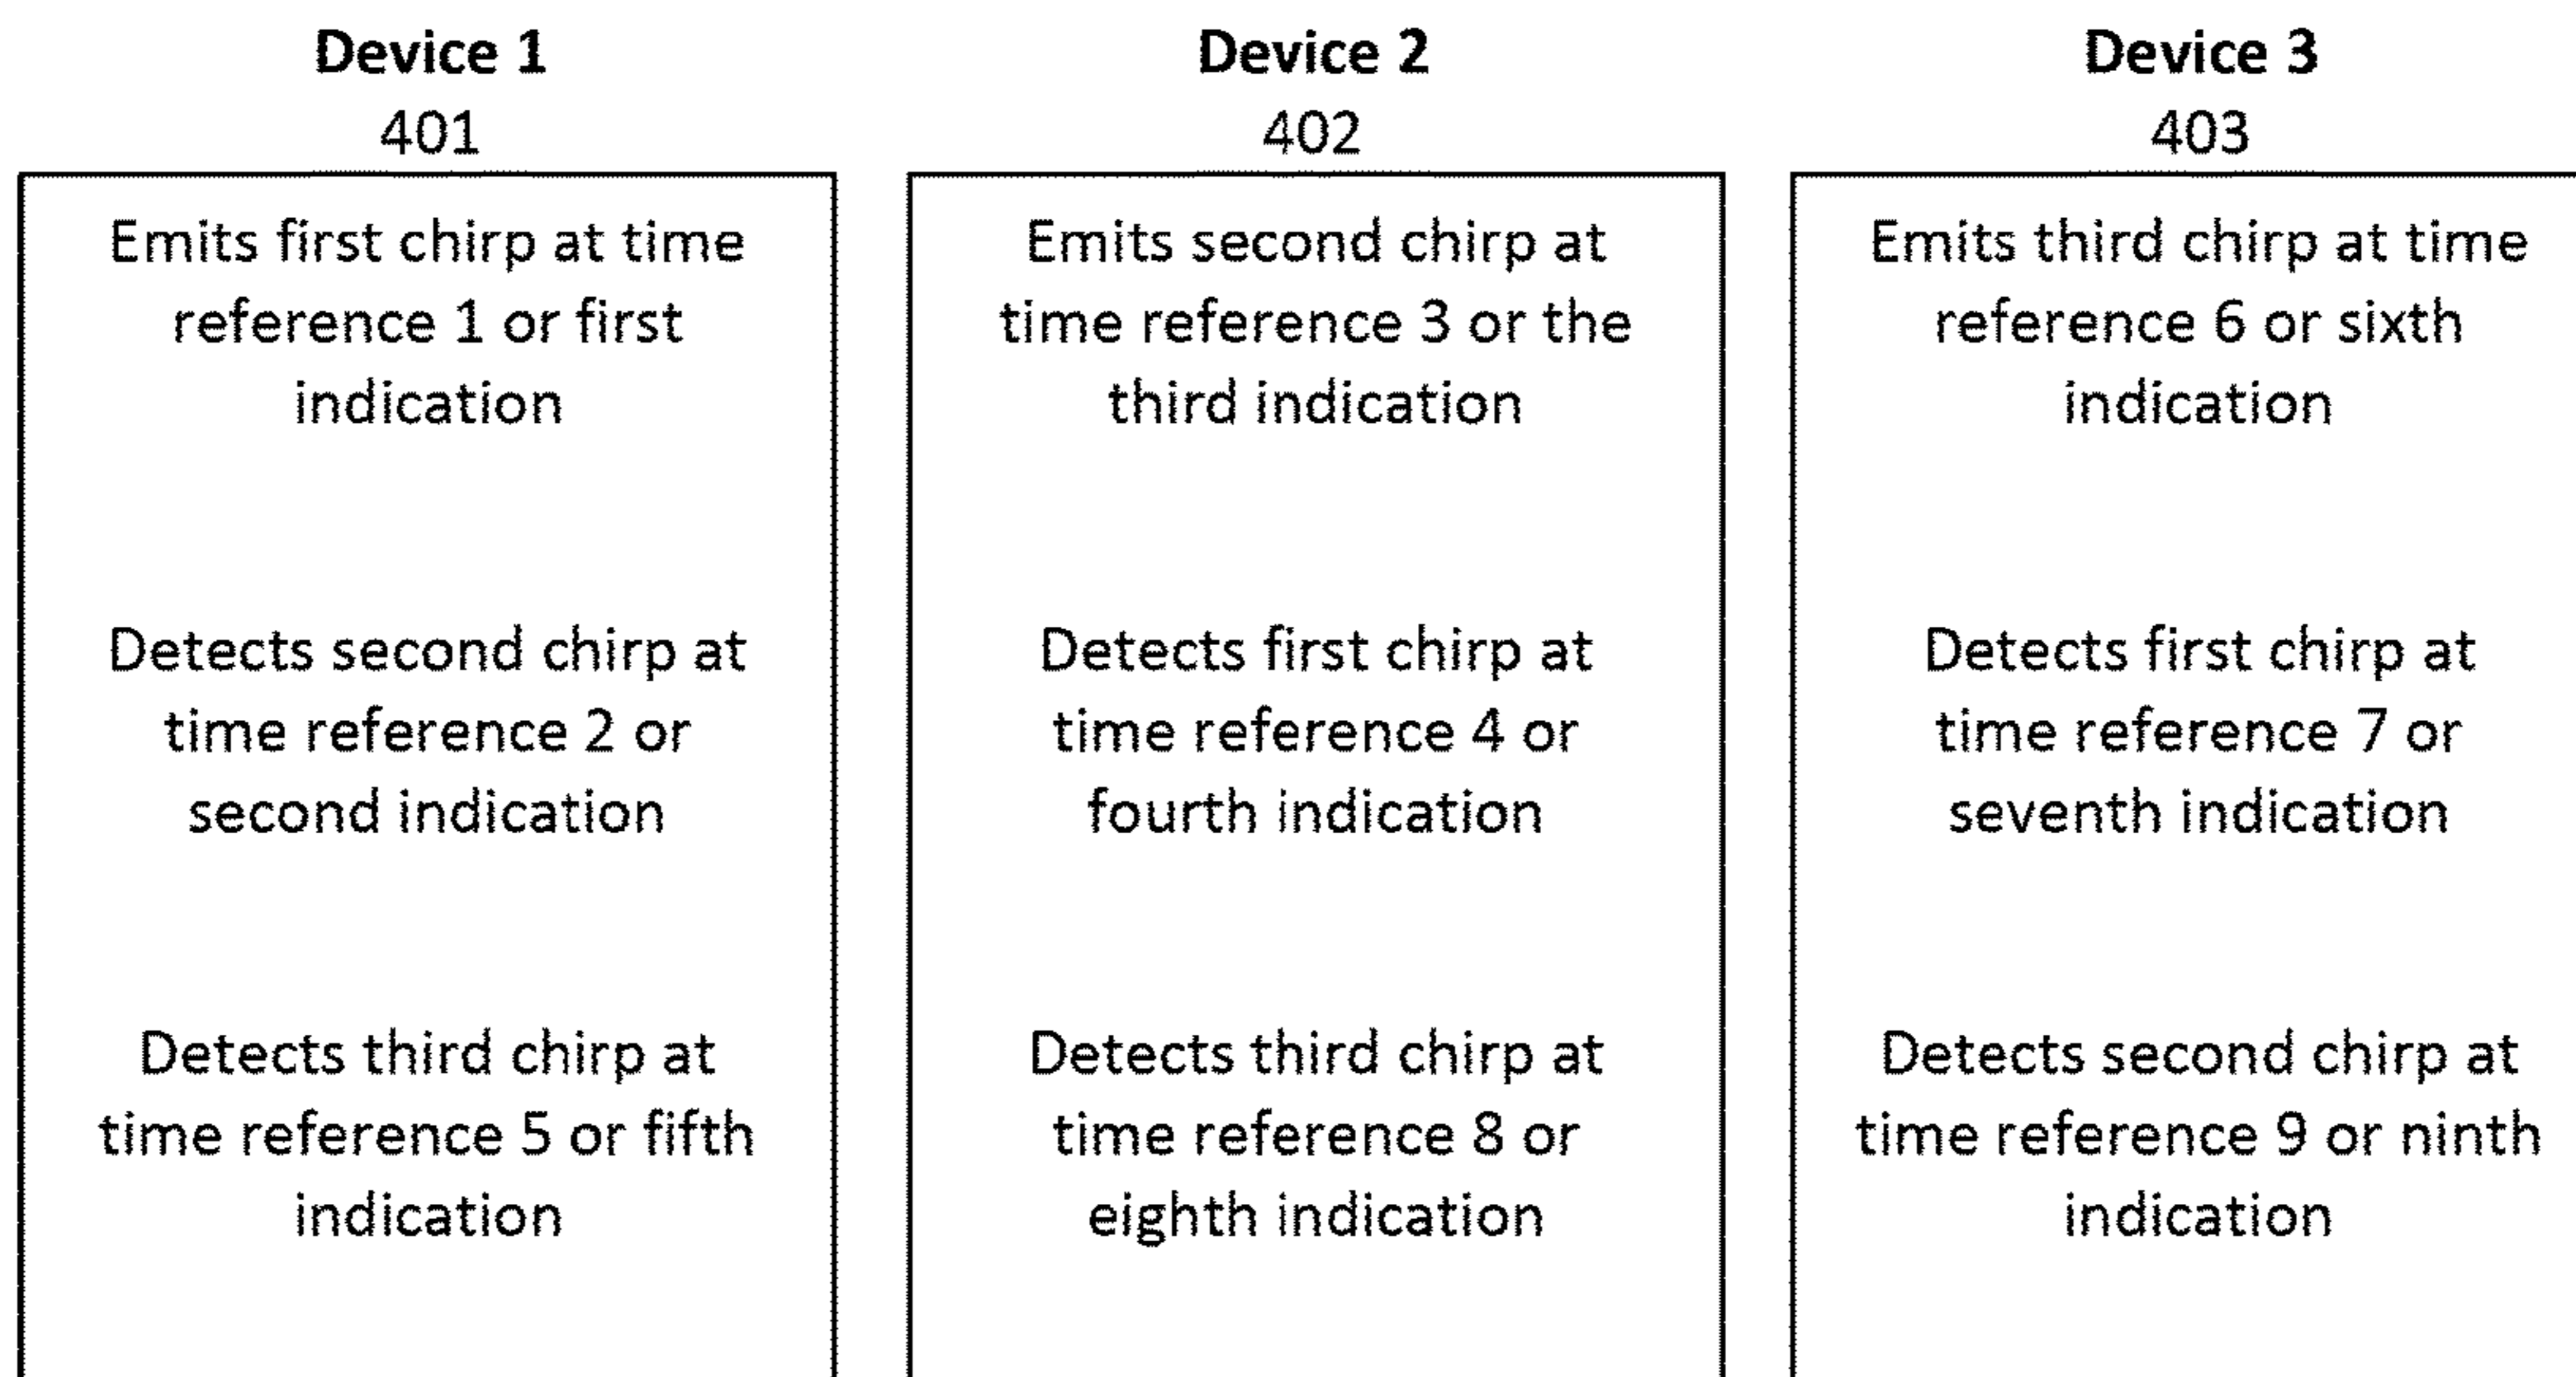 Device 1
401
Emits first chirp at time
reference 1 or first
indication
Detects second chirp at
time reference 2 or
second indication
Detects third chirp at
time reference 5 or fifth
indication
Device 2
402
Emits second chirp at
time reference 3 or the
third indication
Detects first chirp at
time reference 4 or
fourth indication
Detects third chirp at
time reference 8 or
eighth indication
Device 3
403
Emits third chirp at time
reference 6 or sixth
indication
Detects first chirp at
time reference 7 or
seventh indication
Detects second chirp at
time reference 9 or ninth
indication